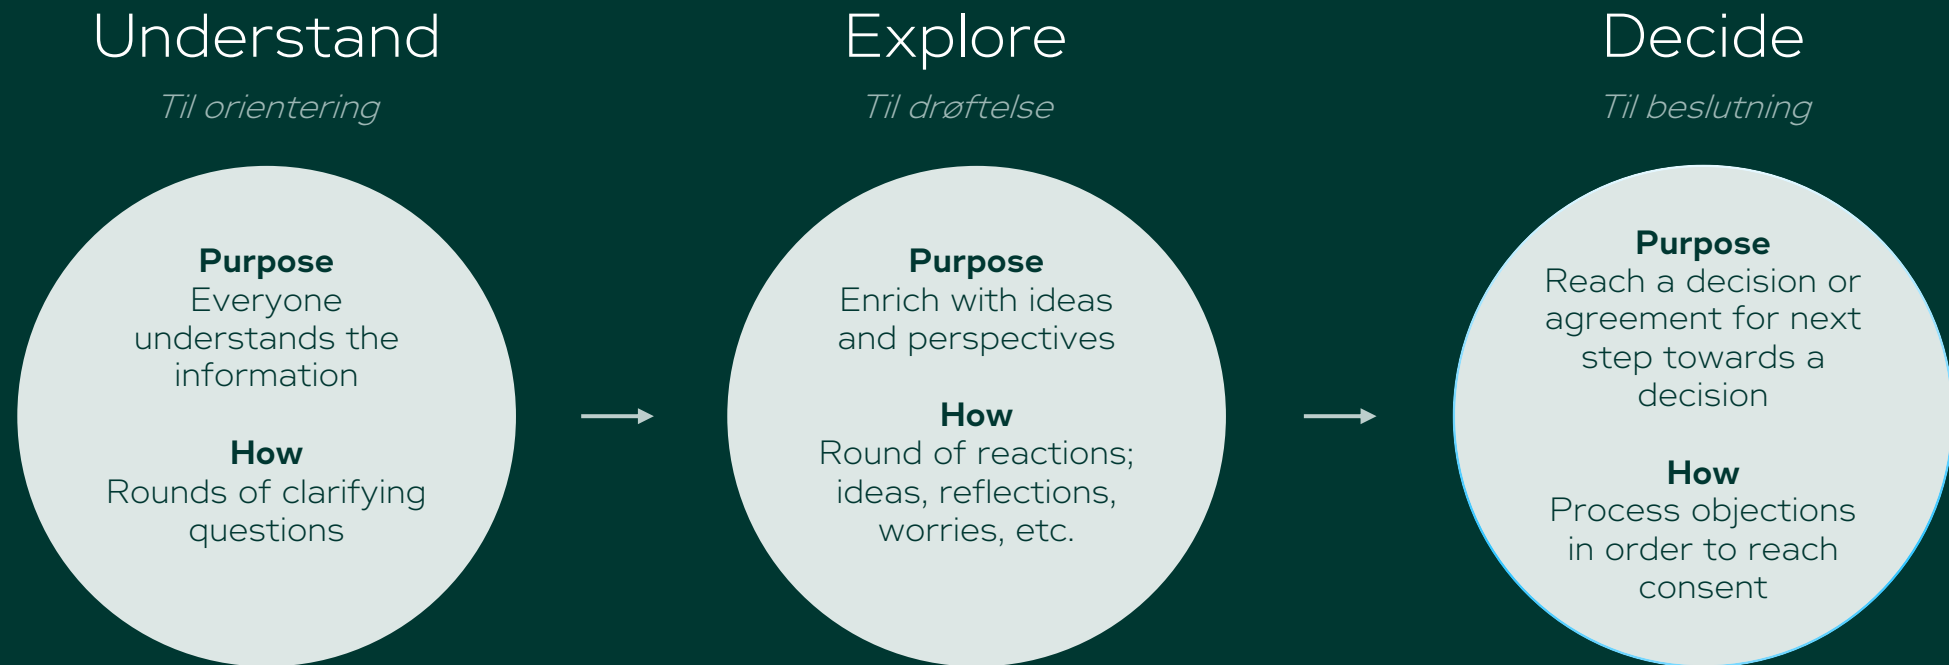 Understand
Til orientering
Purpose
Everyone
understands the
information
How
Rounds of clarifying
questions
Explore
Til drøftelse
Purpose
Enrich with ideas
and perspectives
How
Round of reactions;
ideas, reflections,
worries, etc.
Decide
Til beslutning
Purpose
Reach a decision or
agreement for next
step towards a
decision
How
Process objections
in order to reach
consent